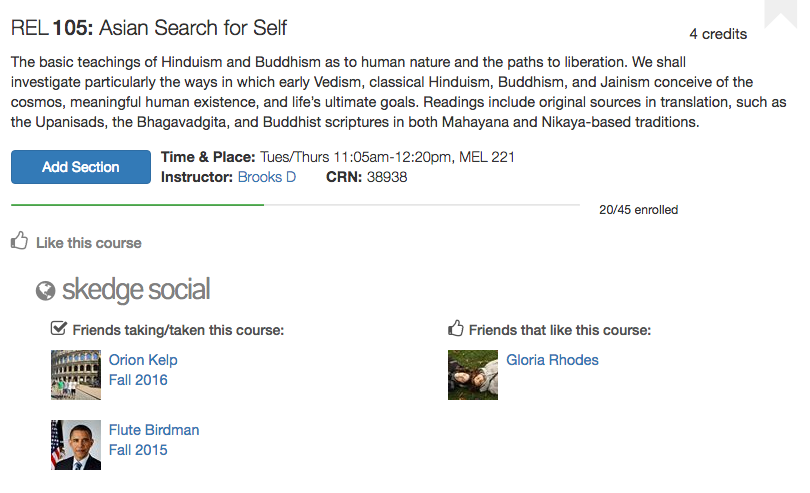 REL 105: Asian Search for Self
4 credits
The basic teachings of Hinduism and Buddhism as to human nature and the paths to liberation. We shall
investigate particularly the ways in which early Vedism, classical Hinduism, Buddhism, and Jainism conceive of the
cosmos, meaningful human existence, and life's ultimate goals. Readings include original sources in translation, such as
the Upanisads, the Bhagavadgita, and Buddhist scriptures in both Mahayana and Nikaya-based traditions.
Add Section
Time & Place: Tues/Thurs 11:05am-12:20pm, MEL 221
Instructor: Brooks D CRN: 38938
20/45 enrolled
Like this course
skedge social
Friends taking/taken this course:
Orion Kelp
Fall 2016
Flute Birdman
Fall 2015
Friends that like this course:
Gloria Rhodes